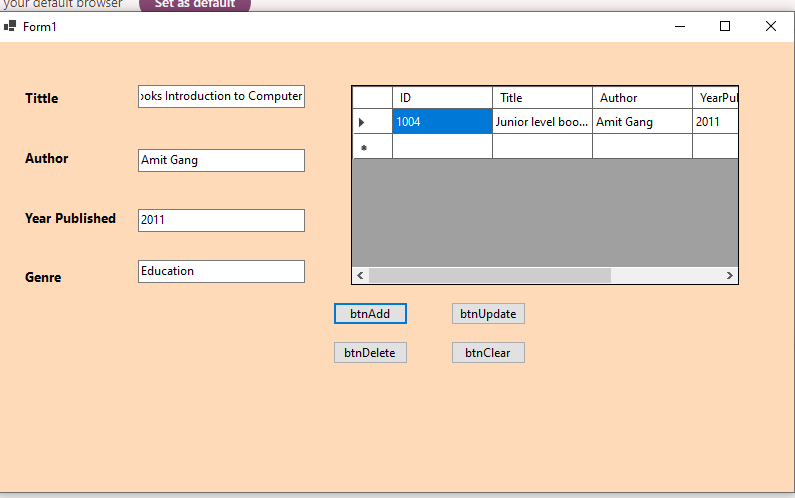 your default browser Set as default
Form1
Tittle
ooks Introduction to Computer
Author
Amit Gang
Year Published
2011
Genre
Education
ID Title Author YearPul
1004 Junior level boo... Amit Gang 2011
btnAdd btnUpdate
btnDelete btnClear